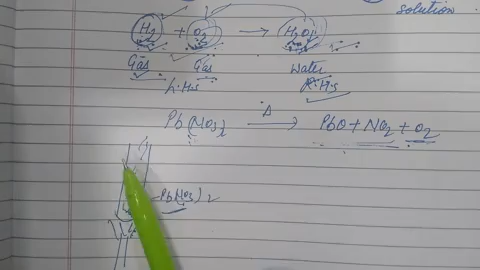 solution
H₂ + O₂ → H₂O
Gas Gas Water
L.H.S R.H.S
Pb(NO₃)₂ —Δ→ PbO + NO₂ + O₂
Pb(NO₃)₂